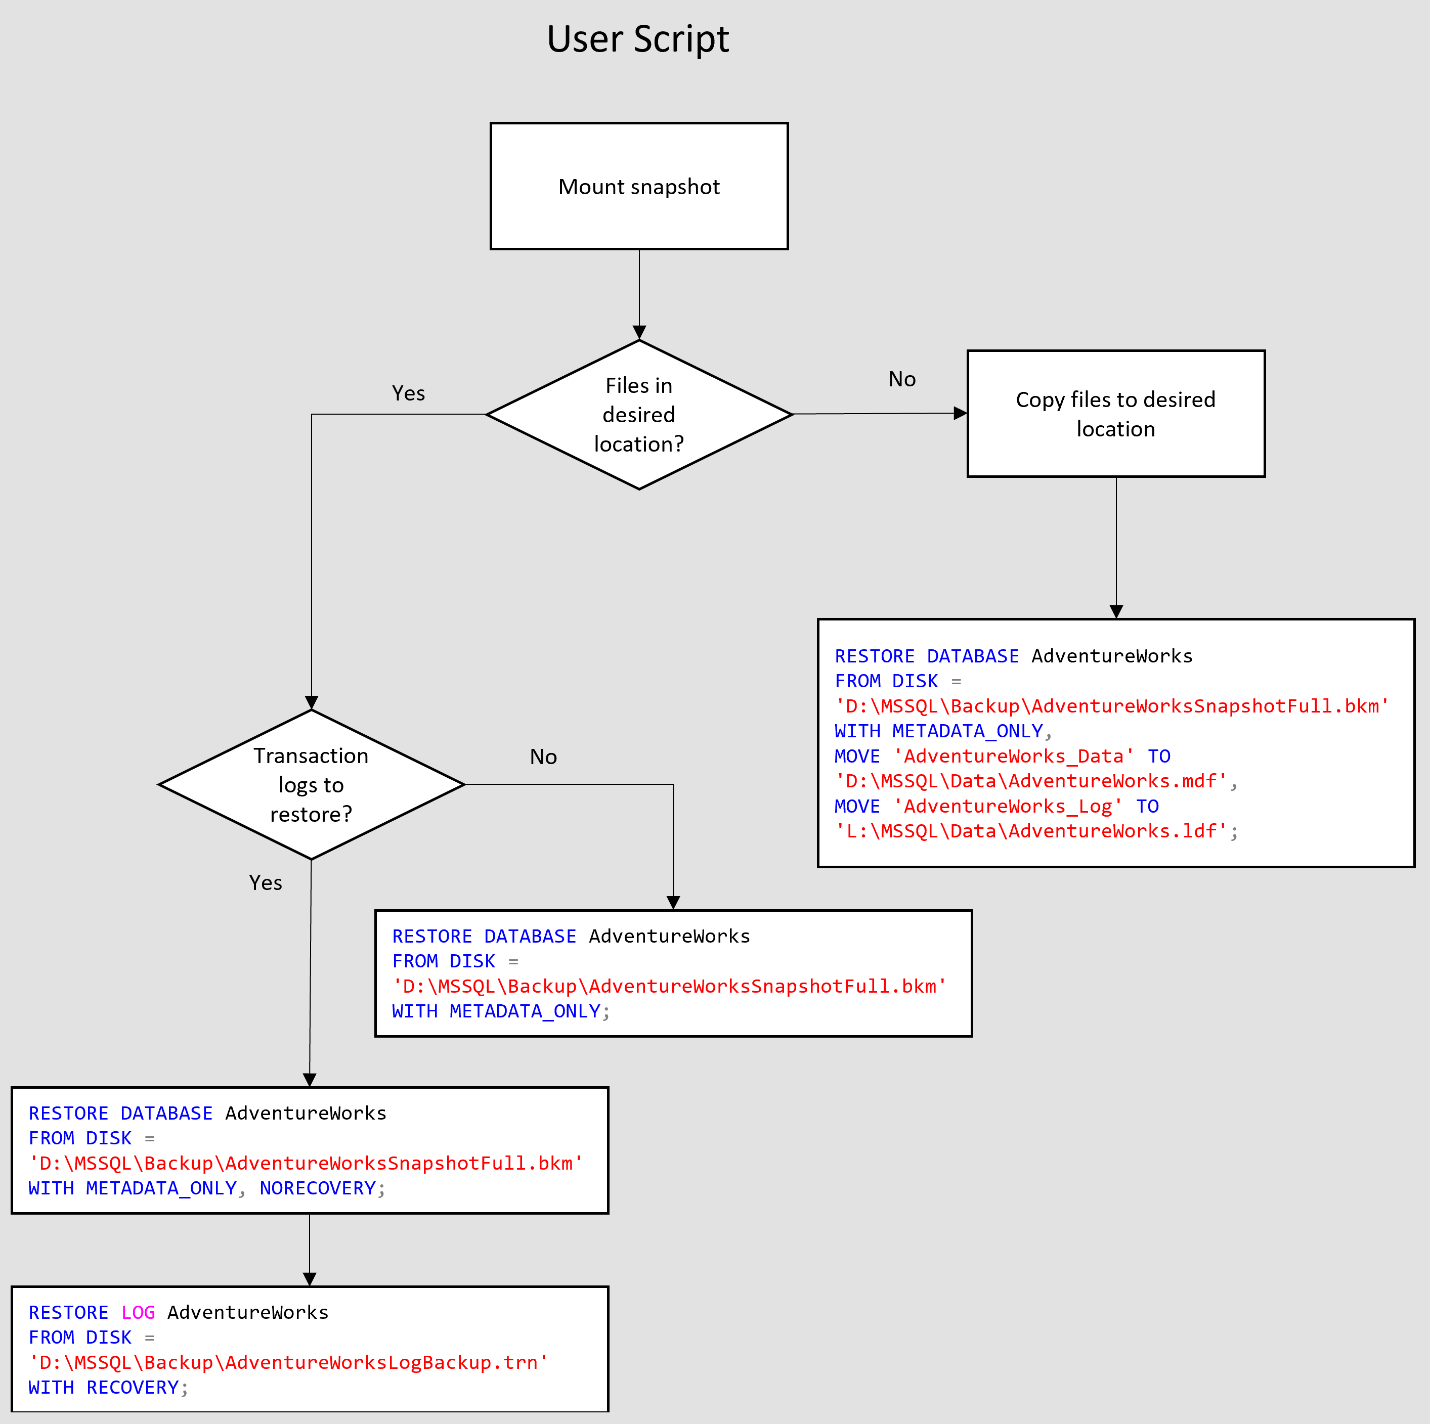 User Script
Mount snapshot
Files in
desired
location?
Yes
No
Copy files to desired
location
RESTORE DATABASE AdventureWorks
FROM DISK =
'D:\MSSQL\Backup\AdventureWorksSnapshotFull.bkm'
WITH METADATA_ONLY,
MOVE 'AdventureWorks_Data' TO
'D:\MSSQL\Data\AdventureWorks.mdf',
MOVE 'AdventureWorks_Log' TO
'L:\MSSQL\Data\AdventureWorks.ldf';
Transaction
logs to
restore?
No
Yes
RESTORE DATABASE AdventureWorks
FROM DISK =
'D:\MSSQL\Backup\AdventureWorksSnapshotFull.bkm'
WITH METADATA_ONLY;
RESTORE DATABASE AdventureWorks
FROM DISK =
'D:\MSSQL\Backup\AdventureWorksSnapshotFull.bkm'
WITH METADATA_ONLY, NORECOVERY;
RESTORE LOG AdventureWorks
FROM DISK =
'D:\MSSQL\Backup\AdventureWorksLogBackup.trn'
WITH RECOVERY;